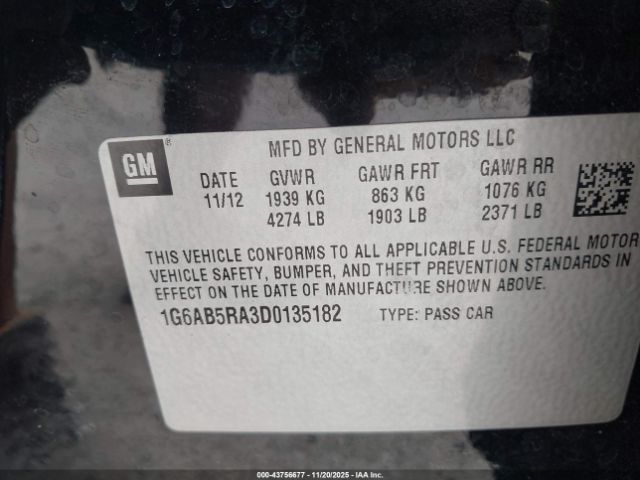 GM®
MFD BY GENERAL MOTORS LLC
DATE GVWR GAWR FRT GAWR RR
11/12 1939 KG 863 KG 1076 KG
4274 LB 1903 LB 2371 LB
THIS VEHICLE CONFORMS TO ALL APPLICABLE U.S. FEDERAL MOTOR
VEHICLE SAFETY, BUMPER, AND THEFT PREVENTION STANDARDS IN
EFFECT ON THE DATE OF MANUFACTURE SHOWN ABOVE.
1G6AB5RA3D0135182 TYPE: PASS CAR
000-43756677 - 11/20/2025 - IAA Inc.